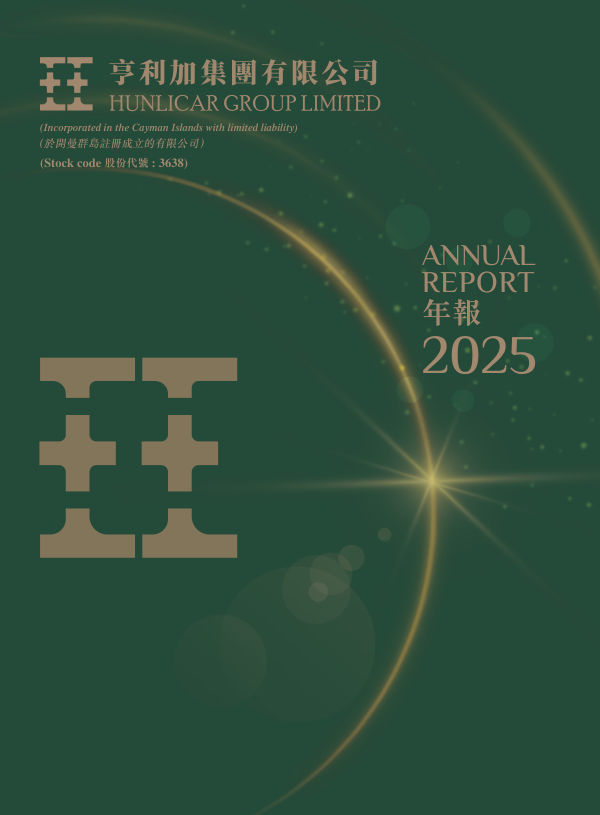 亨利加集團有限公司
HUNLICAR GROUP LIMITED
(Incorporated in the Cayman Islands with limited liability)
(於開曼群島註冊成立的有限公司)
(Stock code 股份代號 : 3638)
ANNUAL
REPORT
年報
2025